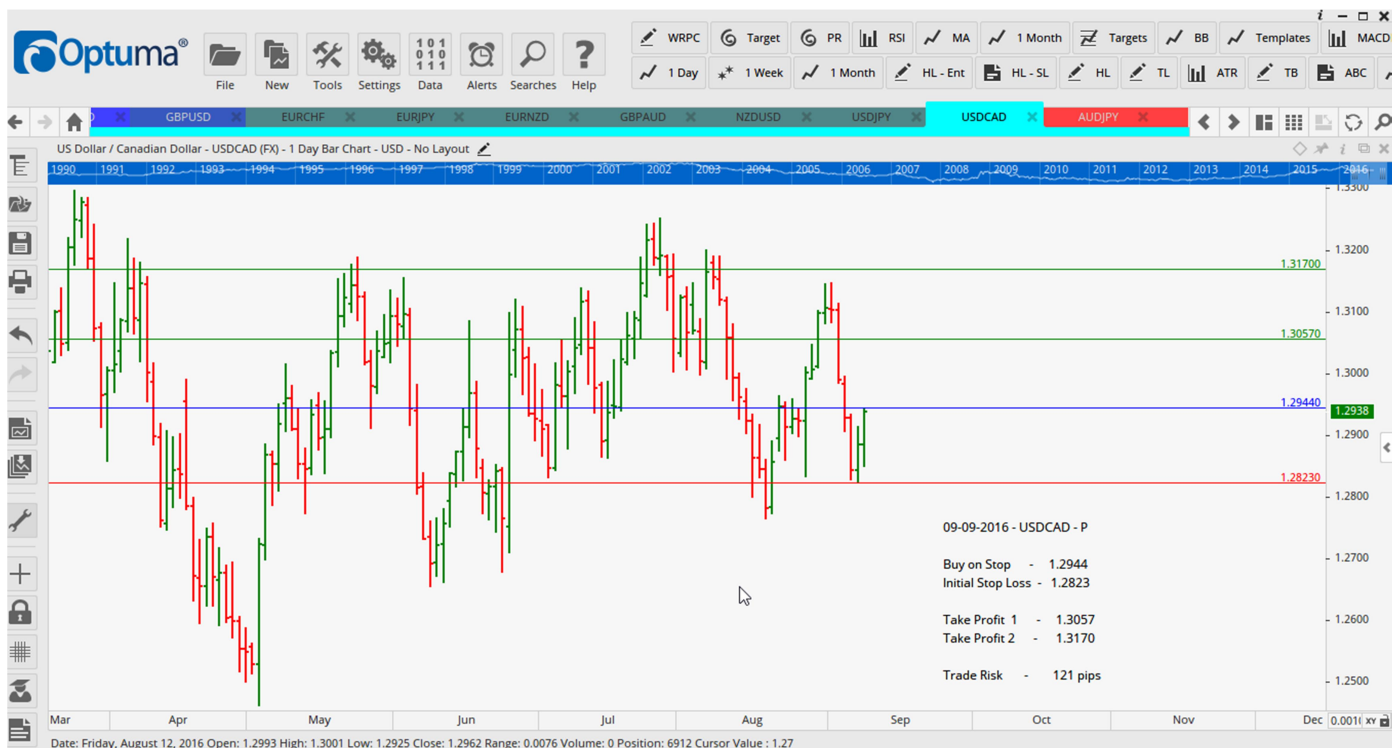 Optuma®
File New Tools Settings Data Alerts Searches Help
WRPC Target PR RSI MA 1 Month Targets BB Templates MACD
1 Day 1 Week 1 Month HL - Ent HL - SL HL TL ATR TB ABC
GBPUSD EURCHF EURJPY EURNZD GBPAUD NZDUSD USDJPY USDCAD AUDJPY
US Dollar / Canadian Dollar - USDCAD (FX) - 1 Day Bar Chart - USD - No Layout
1990 1991 1992 1993 1994 1995 1996 1997 1998 1999 2000 2001 2002 2003 2004 2005 2006 2007 2008 2009 2010 2011 2012 2013 2014 2015 2016
1.3300
1.3200
1.31700
1.3100
1.30570
1.3000
1.29440
1.2938
1.2900
1.28230
1.2800
09-09-2016 - USDCAD - P
1.2700
Buy on Stop - 1.2944
Initial Stop Loss - 1.2823
1.2600
Take Profit 1 - 1.3057
Take Profit 2 - 1.3170
Trade Risk - 121 pips
1.2500
Mar Apr May Jun Jul Aug Sep Oct Nov Dec 0.0010 XY
Date: Friday, August 12, 2016 Open: 1.2993 High: 1.3001 Low: 1.2925 Close: 1.2962 Range: 0.0076 Volume: 0 Position: 6912 Cursor Value : 1.27